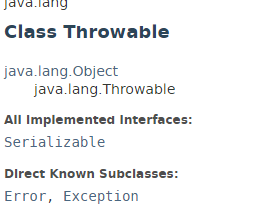 java.lang
Class Throwable
java.lang.Object
java.lang.Throwable
All Implemented Interfaces:
Serializable
Direct Known Subclasses:
Error, Exception